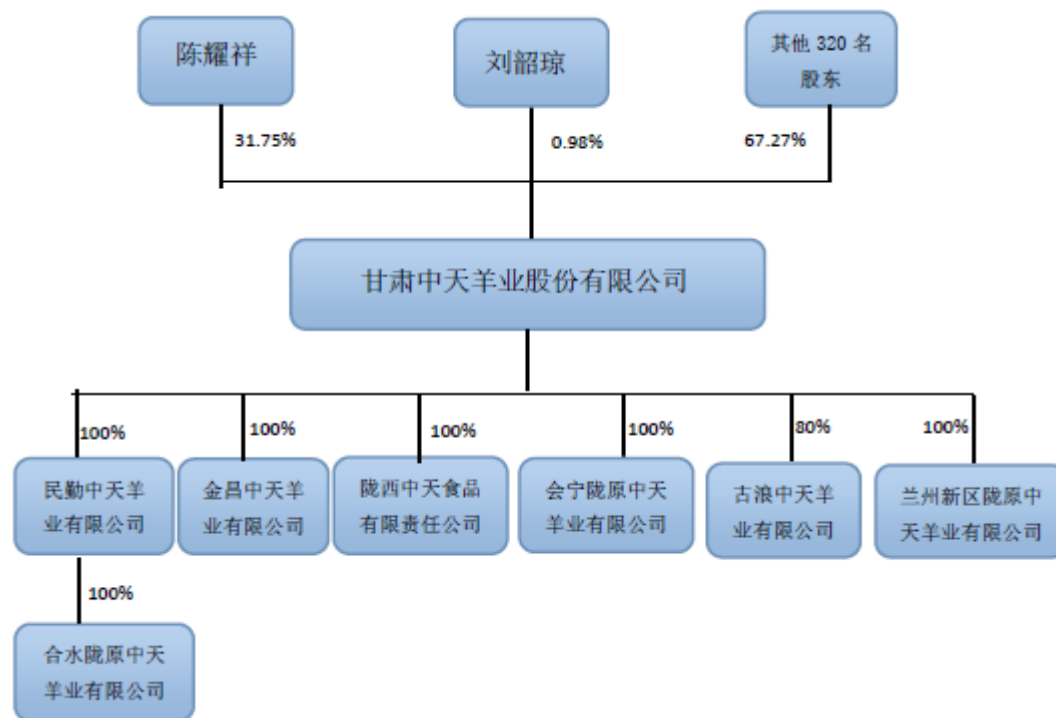 陈耀祥
刘韶琼
其他 320 名
股东
31.75%
0.98%
67.27%
甘肃中天羊业股份有限公司
100%
100%
100%
100%
80%
100%
民勤中天羊
业有限公司
金昌中天羊
业有限公司
陇西中天食品
有限责任公司
会宁陇原中天
羊业有限公司
古浪中天羊
业有限公司
兰州新区陇原中
天羊业有限公司
100%
合水陇原中天
羊业有限公司